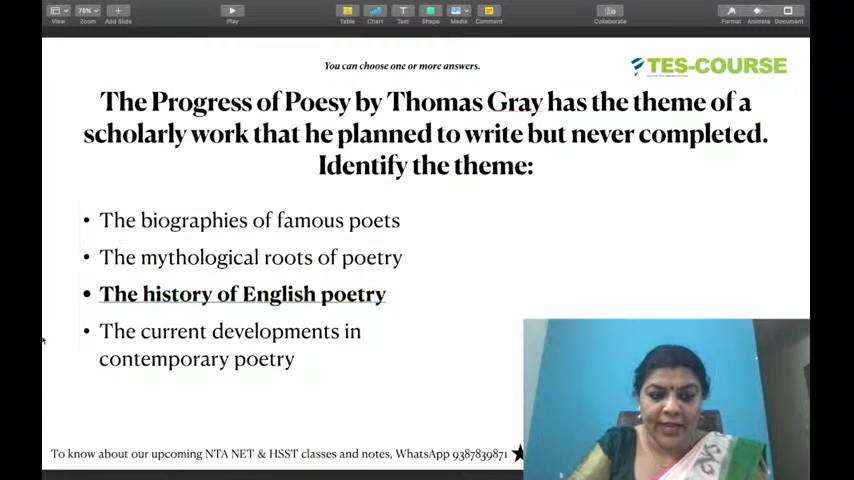 75%
View
Zoom
Add Slide
Play
Table
Chart
Text
Shape
Media
Comment
Collaborate
Format
Animate
Document
You can choose one or more answers.
TES-COURSE
The Progress of Poesy by Thomas Gray has the theme of a
scholarly work that he planned to write but never completed.
Identify the theme:
• The biographies of famous poets
• The mythological roots of poetry
• The history of English poetry
• The current developments in
contemporary poetry
To know about our upcoming NTA NET & HSST classes and notes, WhatsApp 9387839871